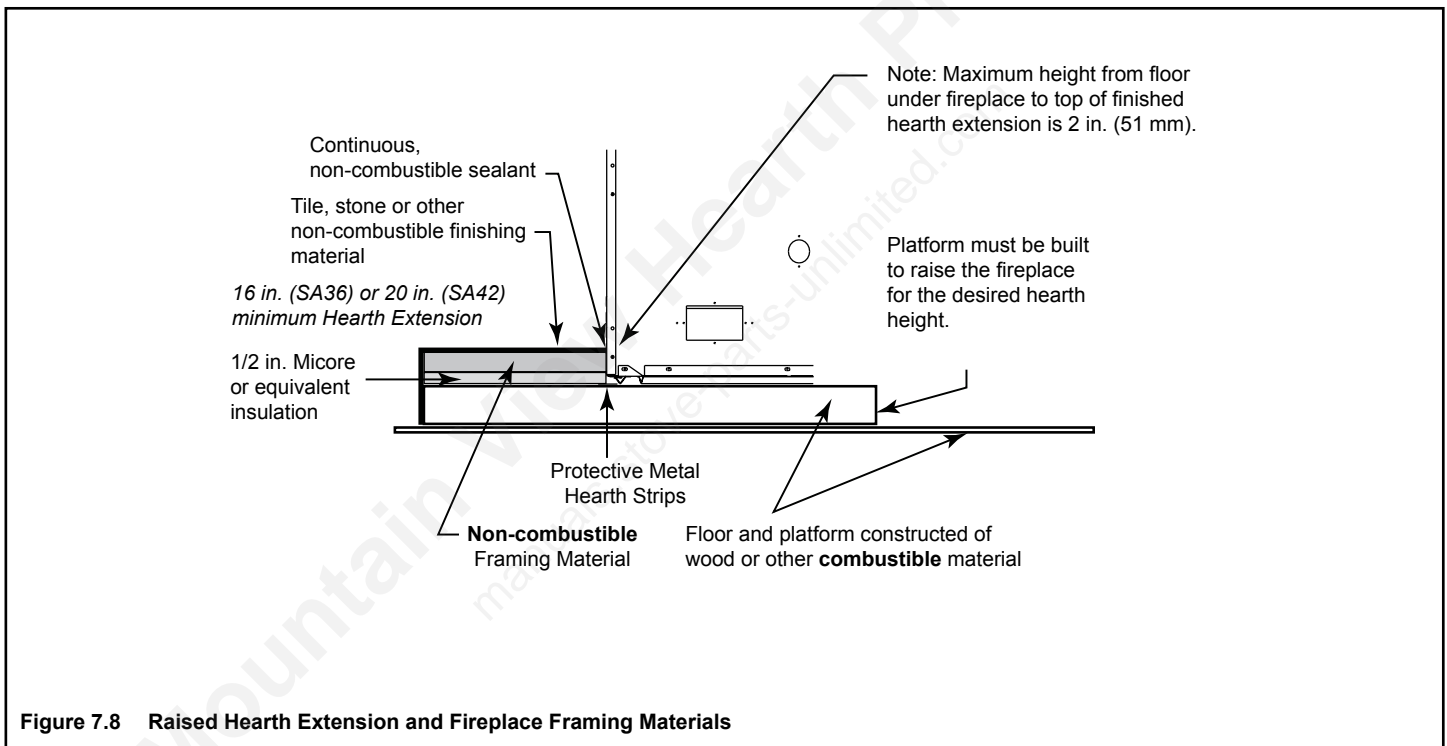 Note: Maximum height from floor
under fireplace to top of finished
hearth extension is 2 in. (51 mm).
Continuous,
non-combustible sealant
Tile, stone or other
non-combustible finishing
material
16 in. (SA36) or 20 in. (SA42)
minimum Hearth Extension
1/2 in. Micore
or equivalent
insulation
Platform must be built
to raise the fireplace
for the desired hearth
height.
Protective Metal
Hearth Strips
Non-combustible
Framing Material
Floor and platform constructed of
wood or other combustible material
Figure 7.8 Raised Hearth Extension and Fireplace Framing Materials
Mountain View Hearth